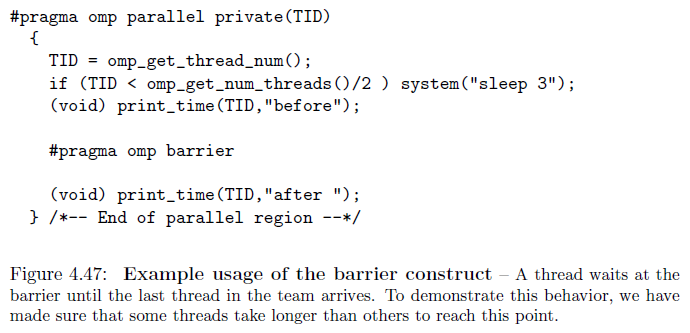 #pragma omp parallel private(TID)
{
TID = omp_get_thread_num();
if (TID < omp_get_num_threads()/2 ) system("sleep 3");
(void) print_time(TID,"before");
#pragma omp barrier
(void) print_time(TID,"after ");
} /*-- End of parallel region --*/
Figure 4.47: Example usage of the barrier construct – A thread waits at the
barrier until the last thread in the team arrives. To demonstrate this behavior, we have
made sure that some threads take longer than others to reach this point.